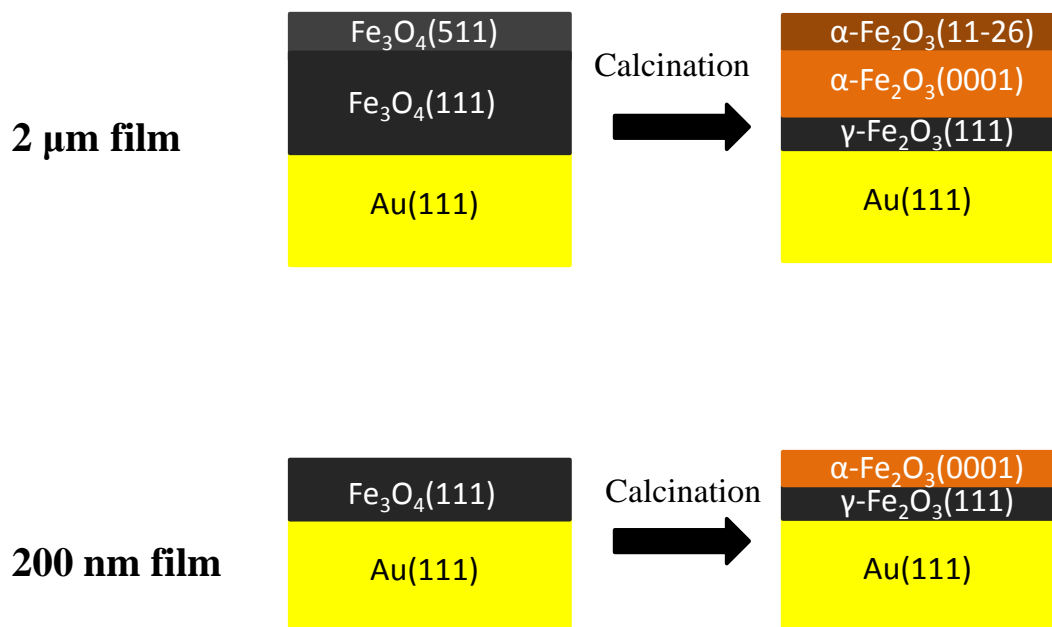 Fe₃O₄(511)
Fe₃O₄(111)
Au(111)
2 μm film
Calcination
α-Fe₂O₃(11-26)
α-Fe₂O₃(0001)
γ-Fe₂O₃(111)
Au(111)
Fe₃O₄(111)
Au(111)
200 nm film
Calcination
α-Fe₂O₃(0001)
γ-Fe₂O₃(111)
Au(111)